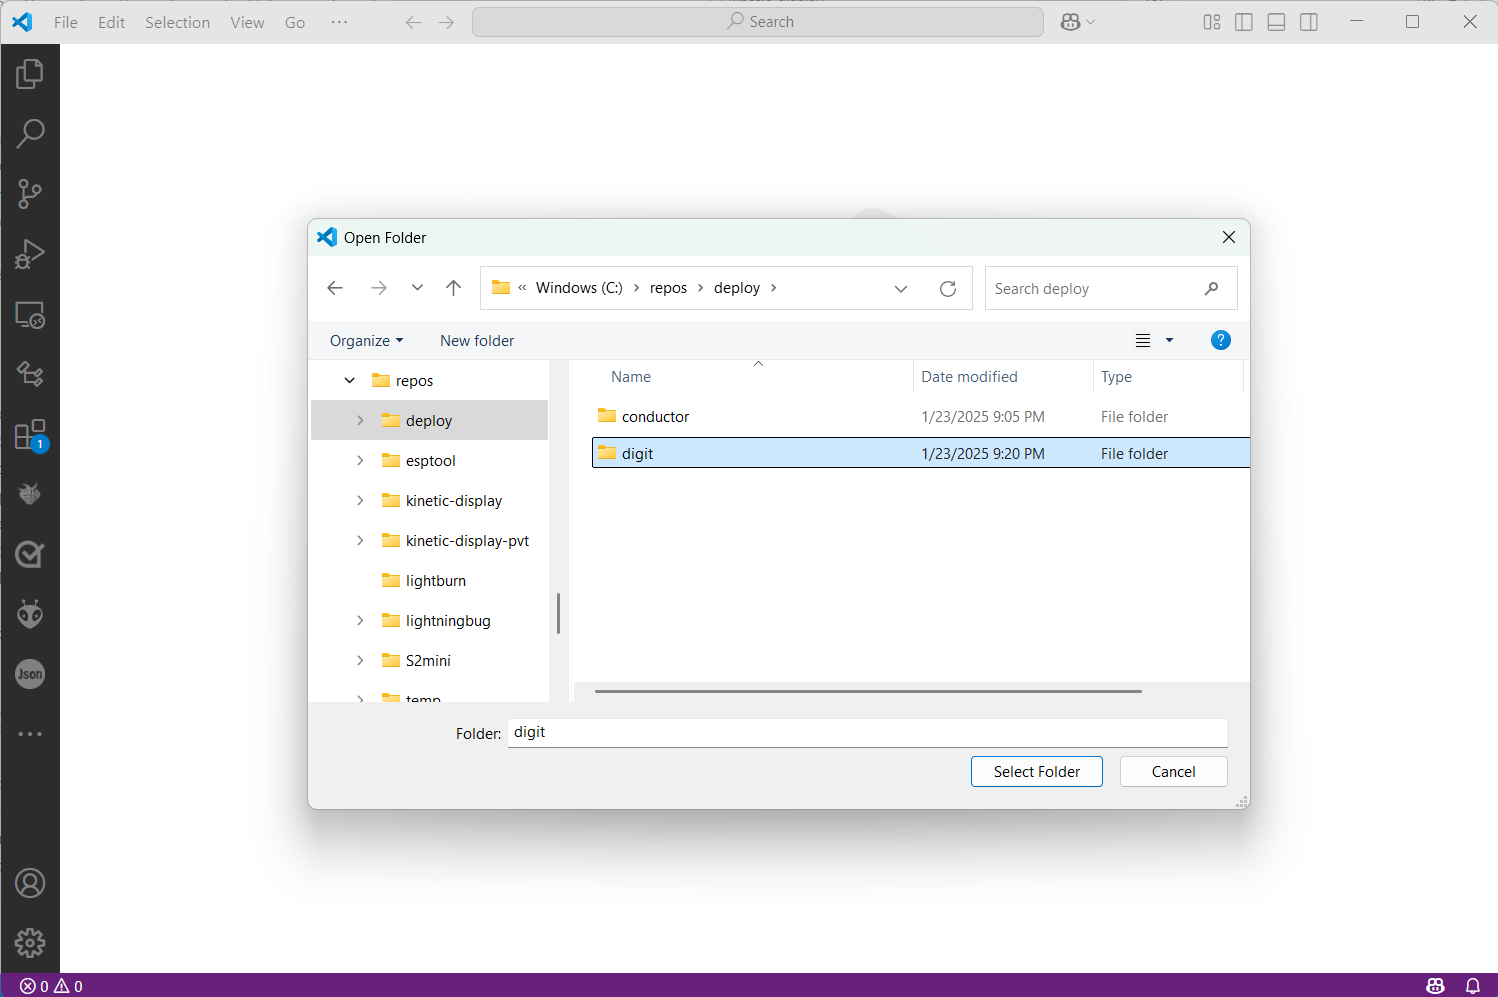 File Edit Selection View Go ··· Search
Open Folder
« Windows (C:) › repos › deploy › Search deploy
Organize New folder ?
repos
deploy
esptool
kinetic-display
kinetic-display-pvt
lightburn
lightningbug
S2mini
temp
Name Date modified Type
conductor 1/23/2025 9:05 PM File folder
digit 1/23/2025 9:20 PM File folder
Folder: digit
Select Folder Cancel
1
Json
0 0